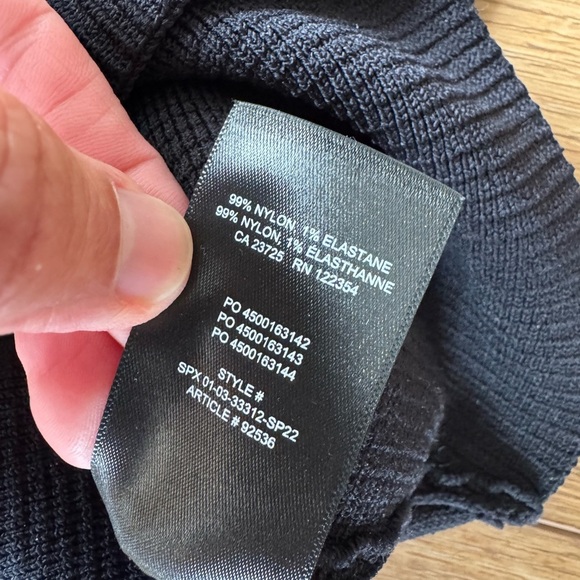 99% NYLON, 1% ELASTANE
99% NYLON, 1% ÉLASTHANNE
CA 23725 RN 122354
PO 4500163142
PO 4500163143
PO 4500163144
STYLE #
SPX 01-03-33312-SP22
ARTICLE # 92536